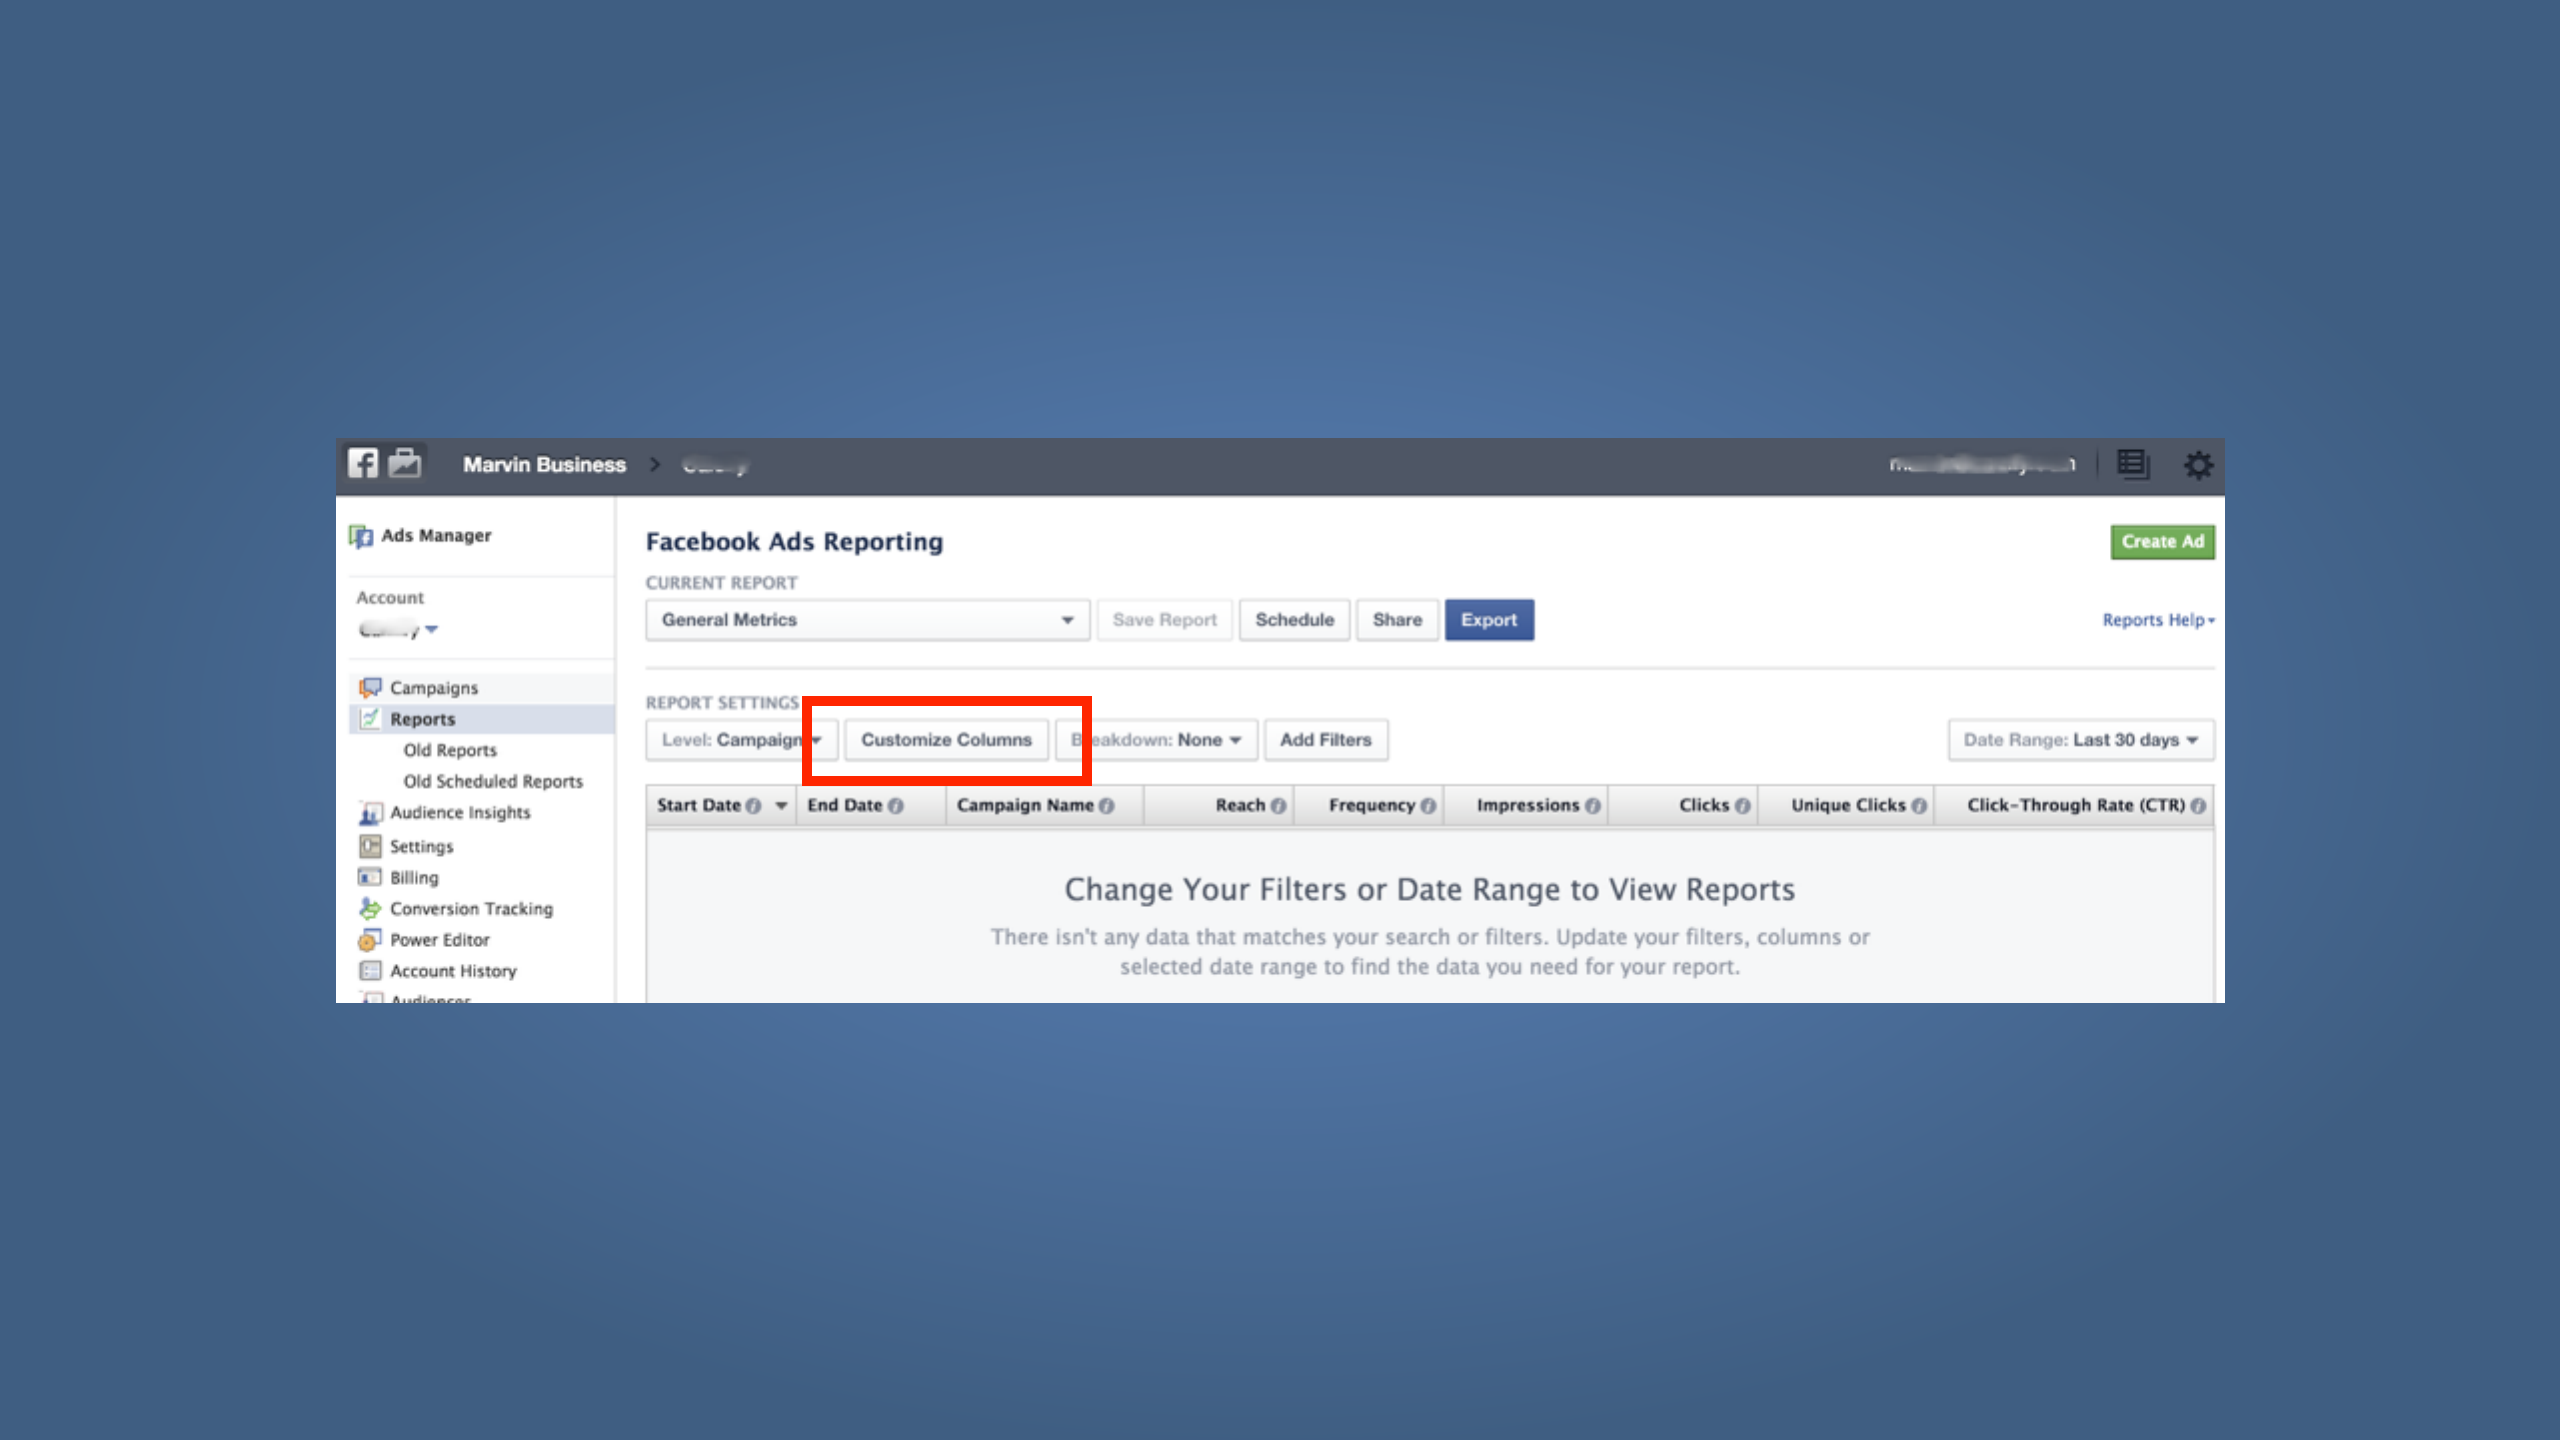 Marvin Business
Ads Manager
Account
Campaigns
Reports
Old Reports
Old Scheduled Reports
Audience Insights
Settings
Billing
Conversion Tracking
Power Editor
Account History
Audiences
Facebook Ads Reporting
Create Ad
CURRENT REPORT
General Metrics Save Report Schedule Share Export Reports Help
REPORT SETTINGS
Level: Campaign Customize Columns Breakdown: None Add Filters Date Range: Last 30 days
Start Date End Date Campaign Name Reach Frequency Impressions Clicks Unique Clicks Click-Through Rate (CTR)
Change Your Filters or Date Range to View Reports
There isn't any data that matches your search or filters. Update your filters, columns or
selected date range to find the data you need for your report.